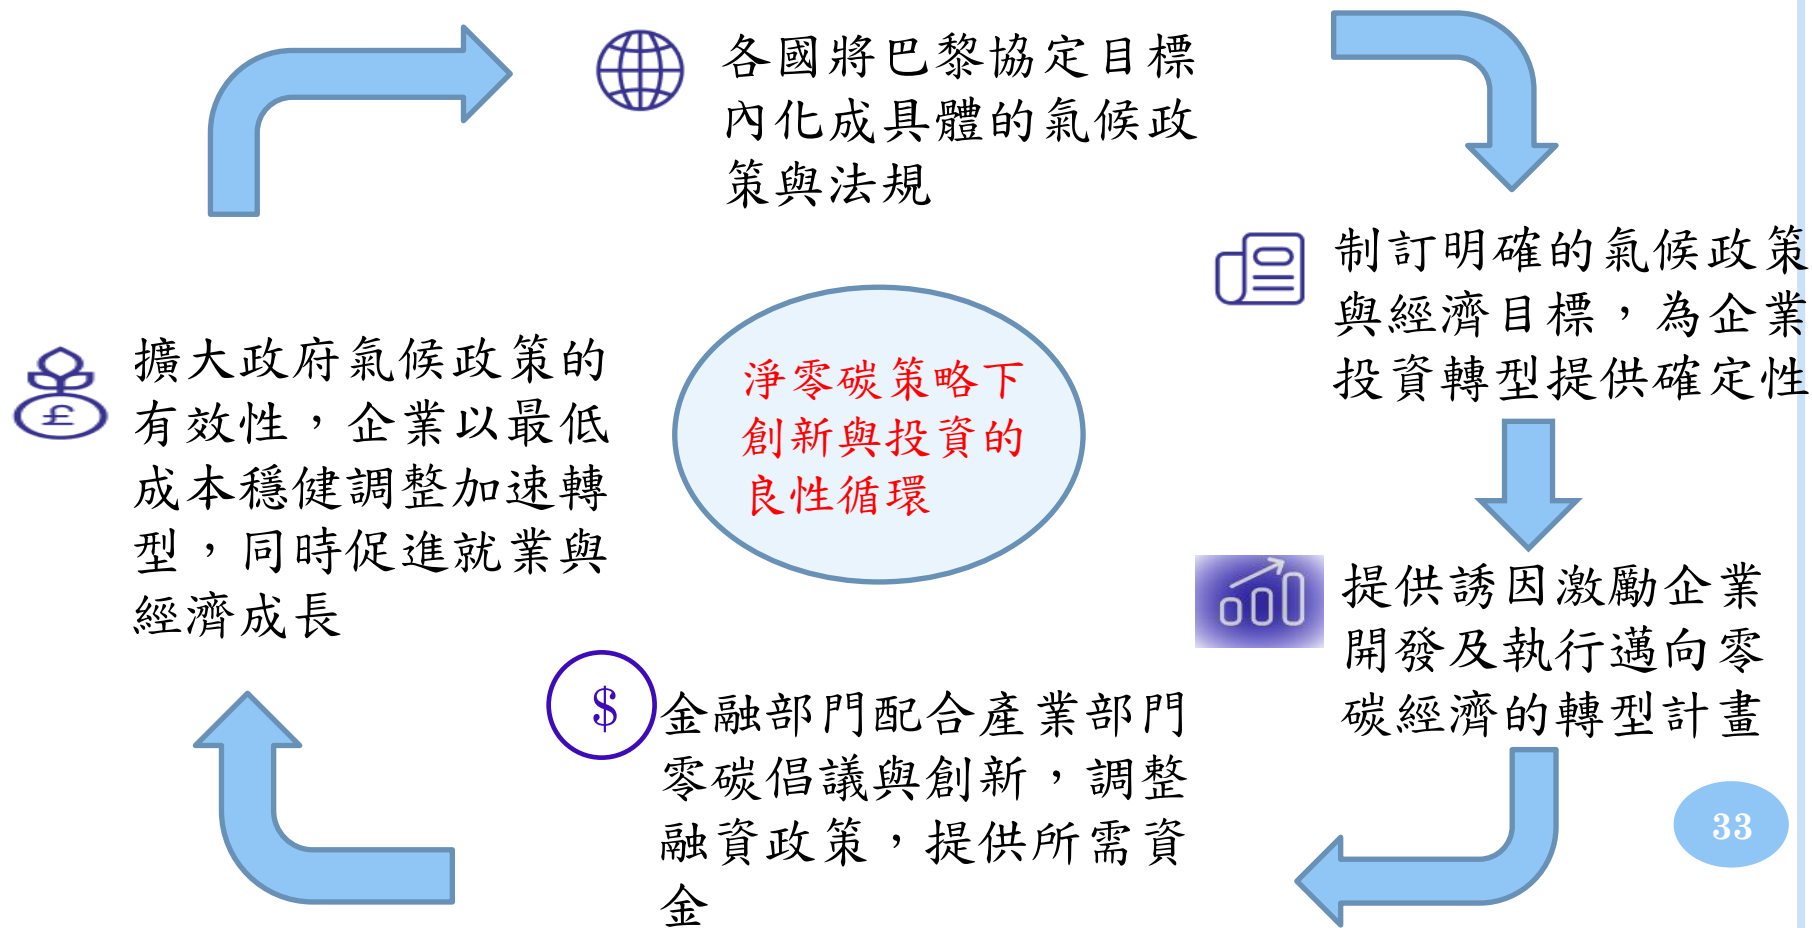 各國將巴黎協定目標
內化成具體的氣候政
策與法規
制訂明確的氣候政策
與經濟目標，為企業
投資轉型提供確定性
提供誘因激勵企業
開發及執行邁向零
碳經濟的轉型計畫
$
金融部門配合產業部門
零碳倡議與創新，調整
融資政策，提供所需資
金
£
擴大政府氣候政策的
有效性，企業以最低
成本穩健調整加速轉
型，同時促進就業與
經濟成長
淨零碳策略下
創新與投資的
良性循環
33